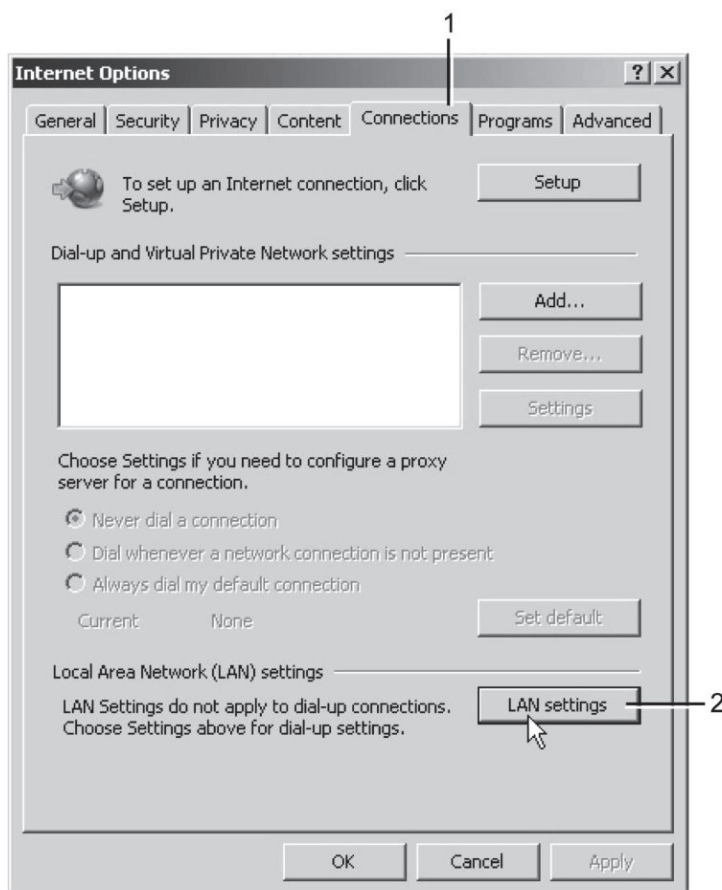 1
Internet Options ? X
General Security Privacy Content Connections Programs Advanced
To set up an Internet connection, click
Setup.
Setup
Dial-up and Virtual Private Network settings
Add...
Remove...
Settings
Choose Settings if you need to configure a proxy
server for a connection.
Never dial a connection
Dial whenever a network connection is not present
Always dial my default connection
Current None
Set default
Local Area Network (LAN) settings
LAN Settings do not apply to dial-up connections.
Choose Settings above for dial-up settings.
LAN settings
2
OK Cancel Apply